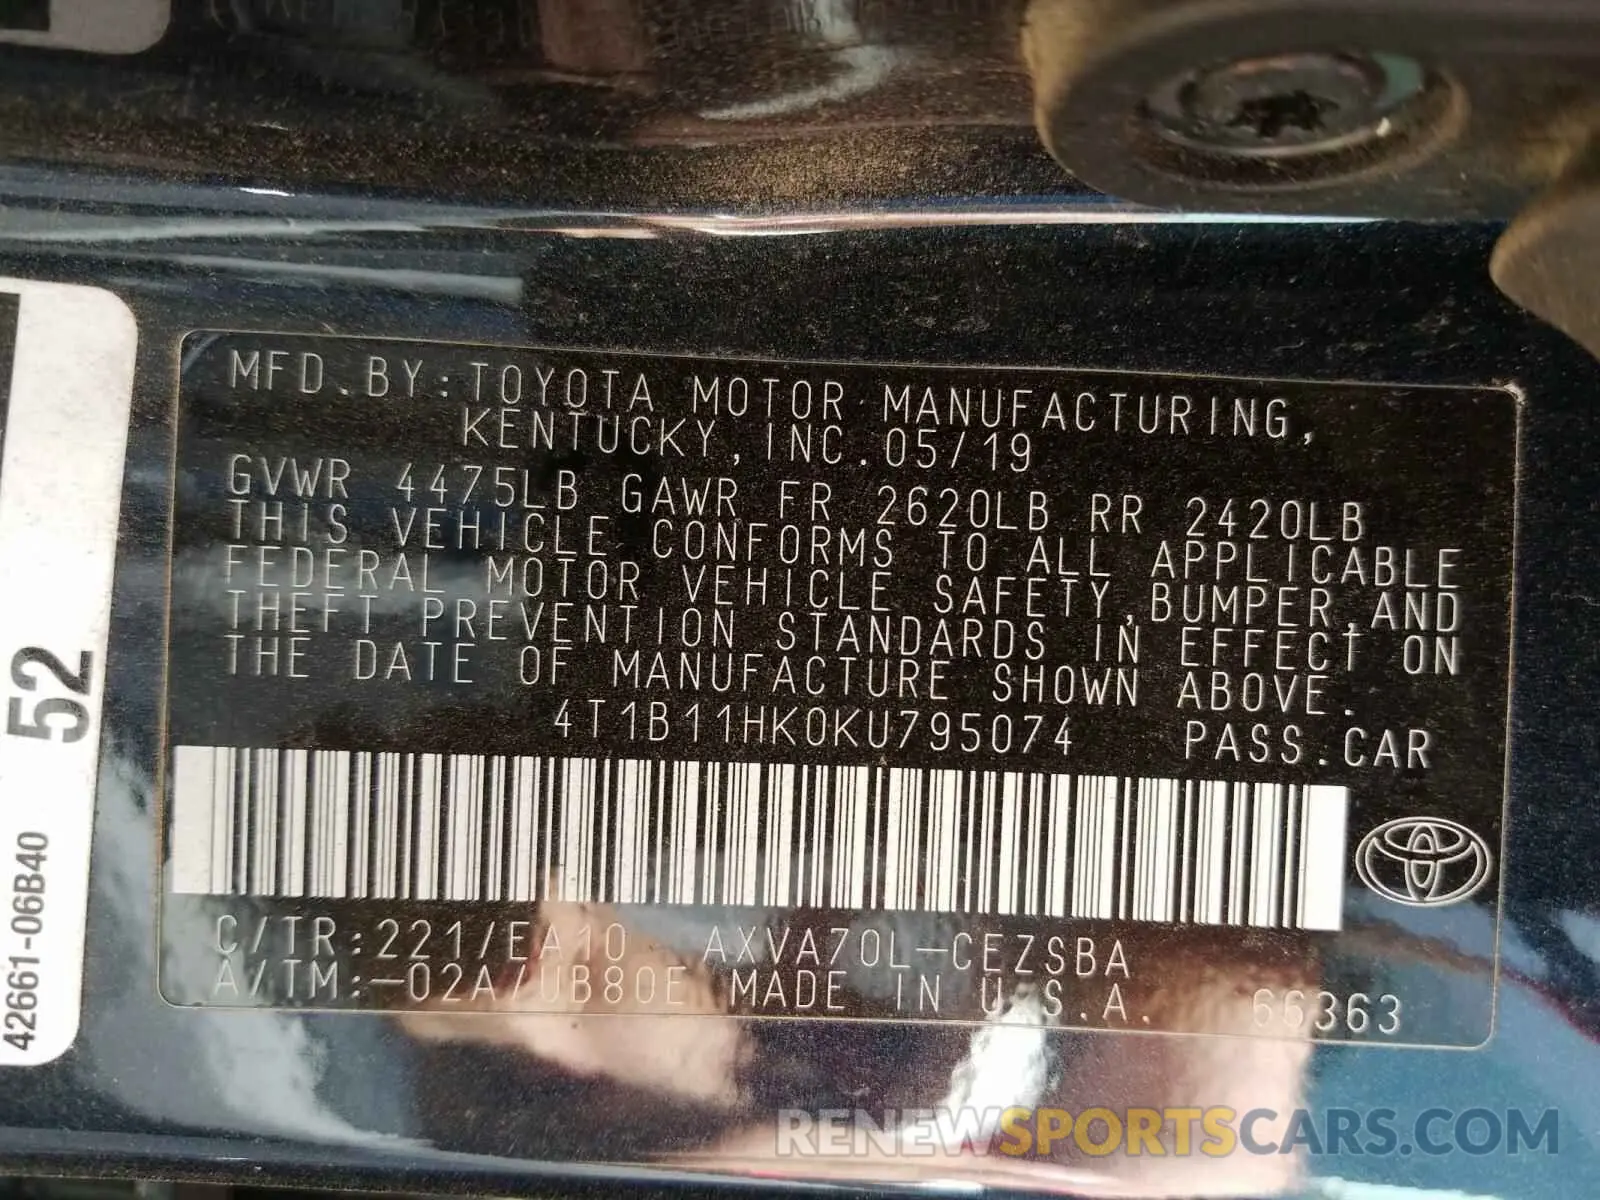 MFD.BY:TOYOTA MOTOR MANUFACTURING,
KENTUCKY,INC.05/19
GVWR 4475LB GAWR FR 2620LB RR 2420LB
THIS VEHICLE CONFORMS TO ALL APPLICABLE
FEDERAL MOTOR VEHICLE SAFETY,BUMPER,AND
THEFT PREVENTION STANDARDS IN EFFECT ON
THE DATE OF MANUFACTURE SHOWN ABOVE.
4T1B11HK0KU795074 PASS.CAR
C/TR:221/EA10 AXVA70L-CEZSBA
A/TM:-02A/UB80E MADE IN U.S.A. 66363
52
42661-06B40
RENEWSPORTSCARS.COM